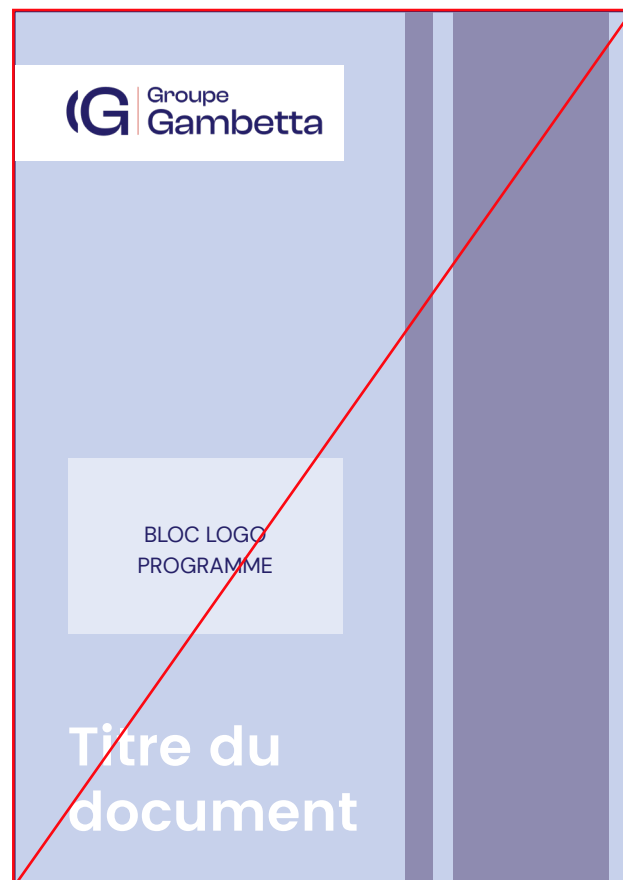 Groupe
Gambetta
BLOC LOGO
PROGRAMME
Titre du
document